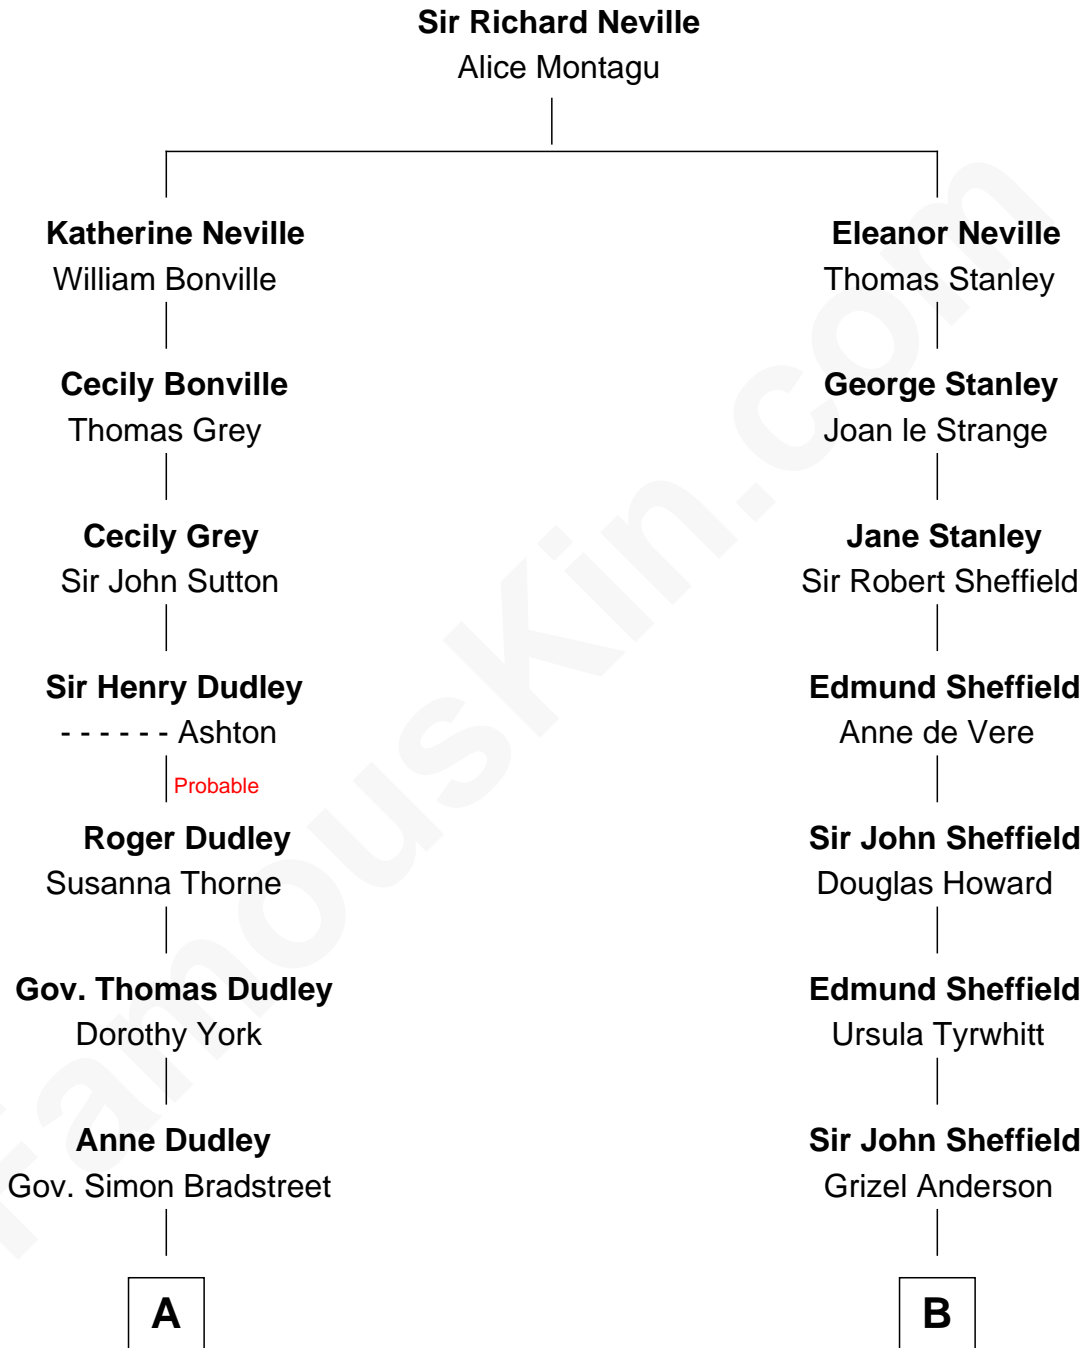 Sir Richard Neville
Alice Montagu
Katherine Neville
William Bonville
Eleanor Neville
Thomas Stanley
Cecily Bonville
Thomas Grey
George Stanley
Joan le Strange
Cecily Grey
Sir John Sutton
Jane Stanley
Sir Robert Sheffield
Sir Henry Dudley
- - - - - - Ashton
Edmund Sheffield
Anne de Vere
Probable
Roger Dudley
Susanna Thorne
Sir John Sheffield
Douglas Howard
Gov. Thomas Dudley
Dorothy York
Edmund Sheffield
Ursula Tyrwhitt
Anne Dudley
Gov. Simon Bradstreet
Sir John Sheffield
Grizel Anderson
A
B
FamousKin.com